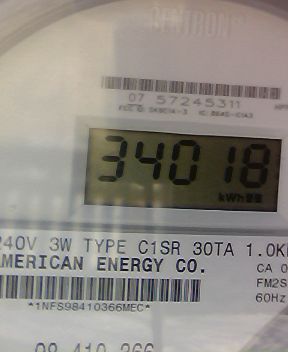 CENTRON
07 57245311
34018
kWh
240V 3W TYPE C1SR 30TA 1.0K
AMERICAN ENERGY CO.
CA 0
FM2S
60Hz
*1NFS98410366MEC*
98 410 366